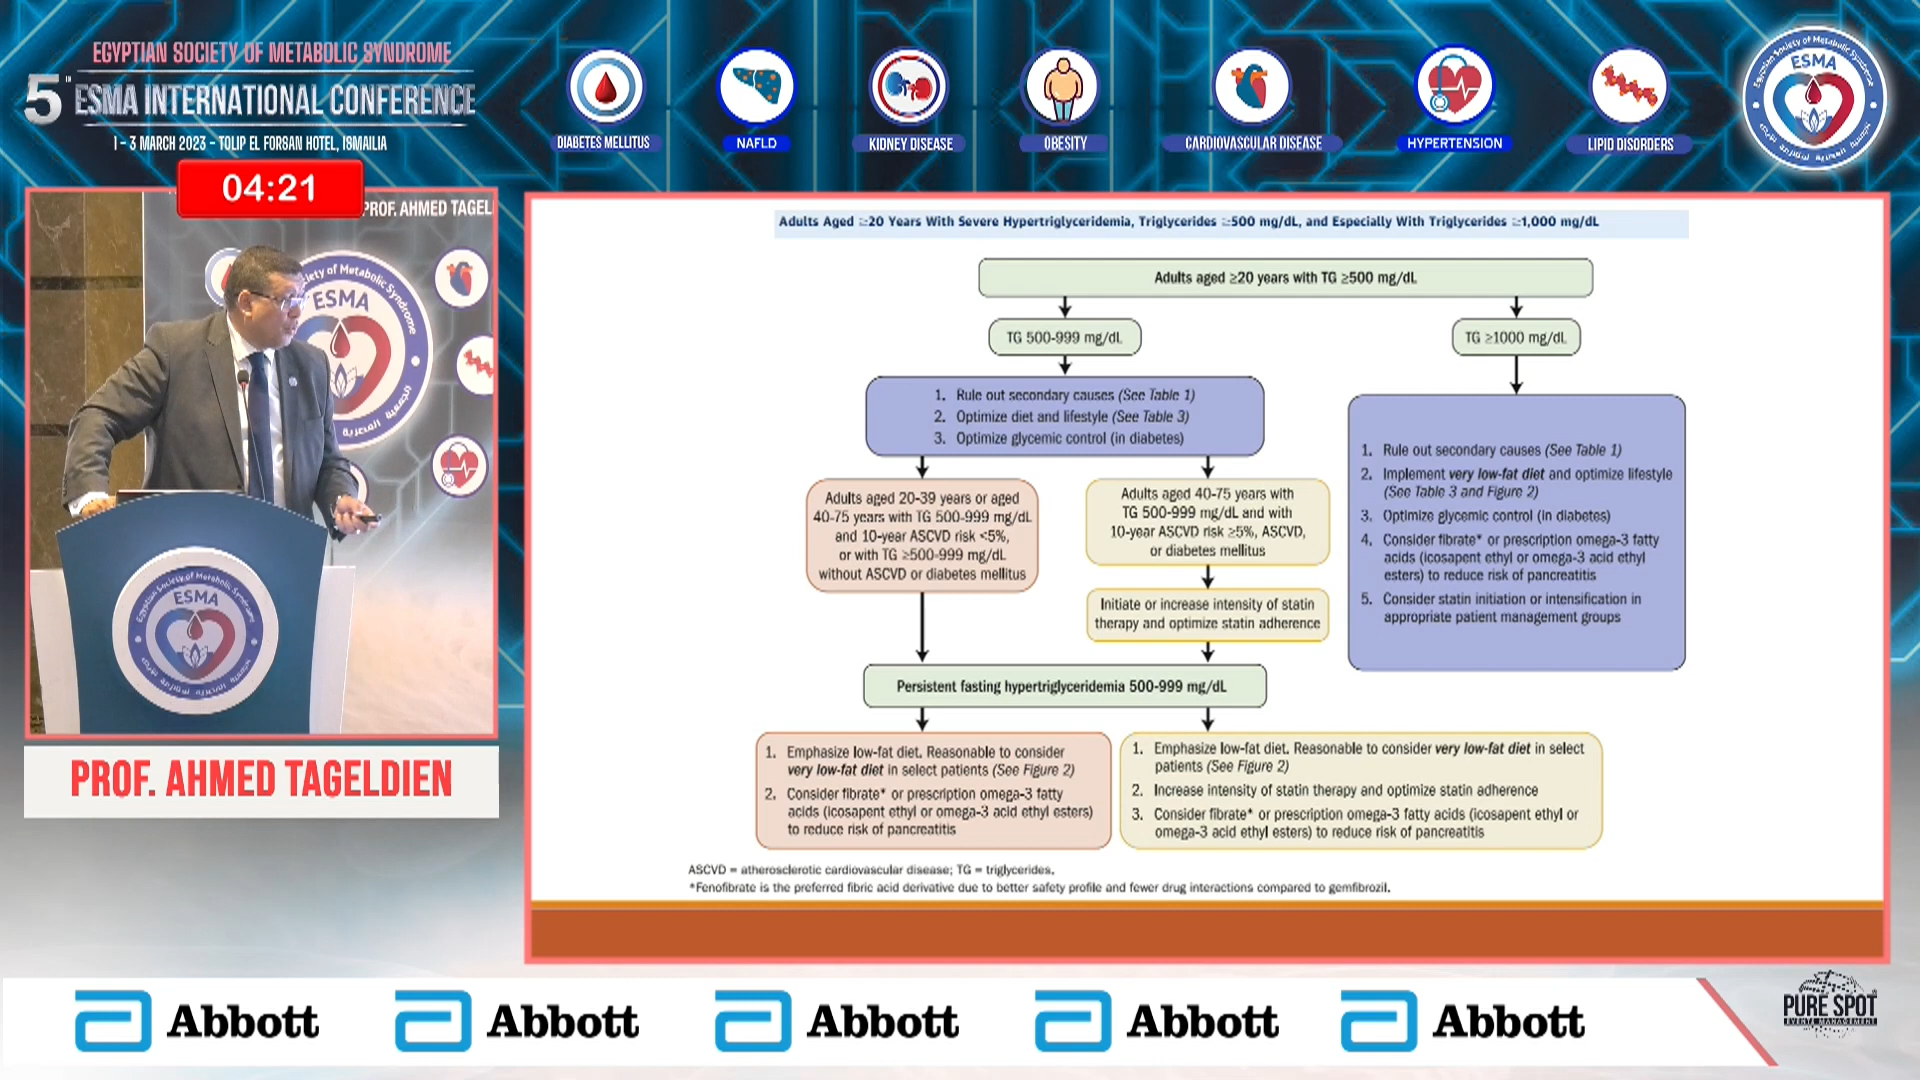 EGYPTIAN SOCIETY OF METABOLIC SYNDROME
5TH ESMA INTERNATIONAL CONFERENCE
1 - 3 MARCH 2023 - TOLIP EL FORSAN HOTEL, ISMAILIA
DIABETES MELLITUS
NAFLD
KIDNEY DISEASE
OBESITY
CARDIOVASCULAR DISEASE
HYPERTENSION
LIPID DISORDERS
Egyptian Society of Metabolic Syndrome
ESMA
04:21
PROF. AHMED TAGEL
Society of Metabolic Syndrome
ESMA
Egyptian Society of Metabolic Syndrome
ESMA
PROF. AHMED TAGELDIEN
Adults Aged ≥20 Years With Severe Hypertriglyceridemia, Triglycerides ≥500 mg/dL, and Especially With Triglycerides ≥1,000 mg/dL
Adults aged ≥20 years with TG ≥500 mg/dL
TG 500-999 mg/dL
TG ≥1000 mg/dL
1. Rule out secondary causes (See Table 1)
2. Optimize diet and lifestyle (See Table 3)
3. Optimize glycemic control (in diabetes)
Adults aged 20-39 years or aged
40-75 years with TG 500-999 mg/dL
and 10-year ASCVD risk <5%,
or with TG ≥500-999 mg/dL
without ASCVD or diabetes mellitus
Adults aged 40-75 years with
TG 500-999 mg/dL and with
10-year ASCVD risk ≥5%, ASCVD,
or diabetes mellitus
Initiate or increase intensity of statin
therapy and optimize statin adherence
1. Rule out secondary causes (See Table 1)
2. Implement very low-fat diet and optimize lifestyle
(See Table 3 and Figure 2)
3. Optimize glycemic control (in diabetes)
4. Consider fibrate* or prescription omega-3 fatty
acids (icosapent ethyl or omega-3 acid ethyl
esters) to reduce risk of pancreatitis
5. Consider statin initiation or intensification in
appropriate patient management groups
Persistent fasting hypertriglyceridemia 500-999 mg/dL
1. Emphasize low-fat diet. Reasonable to consider
very low-fat diet in select patients (See Figure 2)
2. Consider fibrate* or prescription omega-3 fatty
acids (icosapent ethyl or omega-3 acid ethyl esters)
to reduce risk of pancreatitis
1. Emphasize low-fat diet. Reasonable to consider very low-fat diet in select
patients (See Figure 2)
2. Increase intensity of statin therapy and optimize statin adherence
3. Consider fibrate* or prescription omega-3 fatty acids (icosapent ethyl or
omega-3 acid ethyl esters) to reduce risk of pancreatitis
ASCVD = atherosclerotic cardiovascular disease; TG = triglycerides.
*Fenofibrate is the preferred fibric acid derivative due to better safety profile and fewer drug interactions compared to gemfibrozil.
Abbott
Abbott
Abbott
Abbott
Abbott
PURE SPOT
EVENTS MANAGEMENT